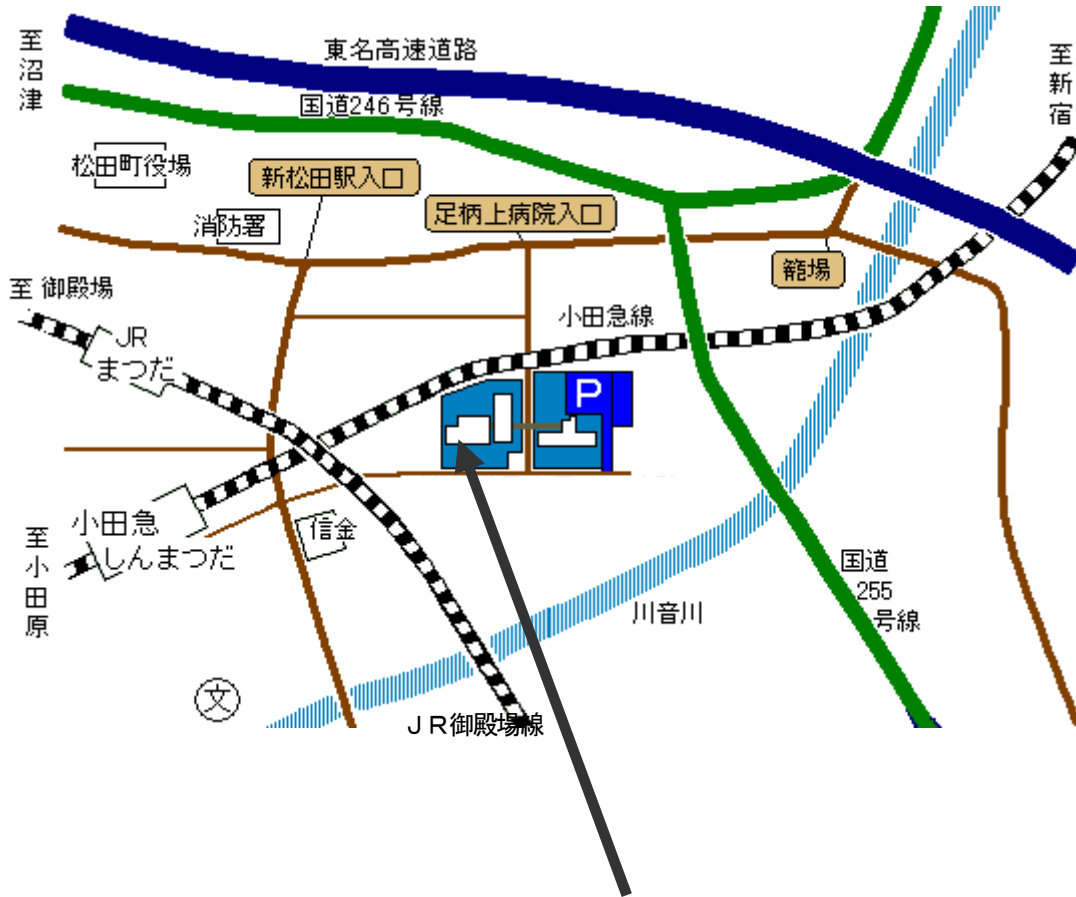 至沼津
東名高速道路
至新宿
国道246号線
松田町役場
新松田駅入口
足柄上病院入口
消防署
籠場
至 御殿場
小田急線
JR
まつだ
P
小田急
しんまつだ
信金
至小田原
国道
255
号線
川音川
文
JR御殿場線